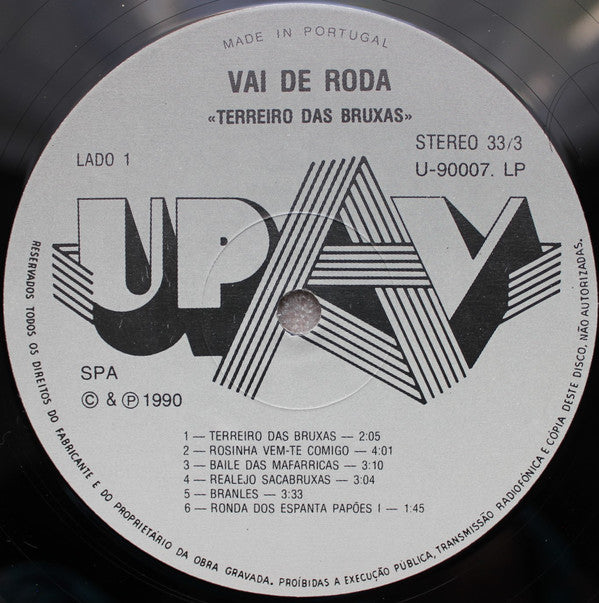 MADE IN PORTUGAL
VAI DE RODA
«TERREIRO DAS BRUXAS»
LADO 1
STEREO 33/3
U-90007. LP
UPAV
SPA
© & ℗ 1990
1 — TERREIRO DAS BRUXAS — 2:05
2 — ROSINHA VEM-TE COMIGO — 4:01
3 — BAILE DAS MAFARRICAS — 3:10
4 — REALEJO SACABRUXAS — 3:04
5 — BRANLES — 3:33
6 — RONDA DOS ESPANTA PAPÕES I — 1:45
RESERVADOS TODOS OS DIREITOS DO FABRICANTE E DO PROPRIETÁRIO DA OBRA GRAVADA. PROÍBIDAS A EXECUÇÃO PÚBLICA, TRANSMISSÃO RADIOFÓNICA E CÓPIA DESTE DISCO, NÃO AUTORIZADAS.